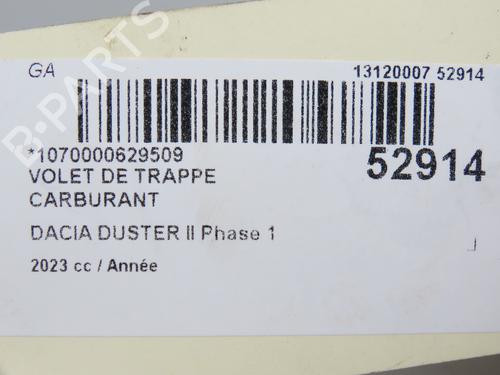 GA
13120007 52914
*1070000629509
52914
VOLET DE TRAPPE
CARBURANT
DACIA DUSTER II Phase 1
2023 cc / Année
B-PARTS